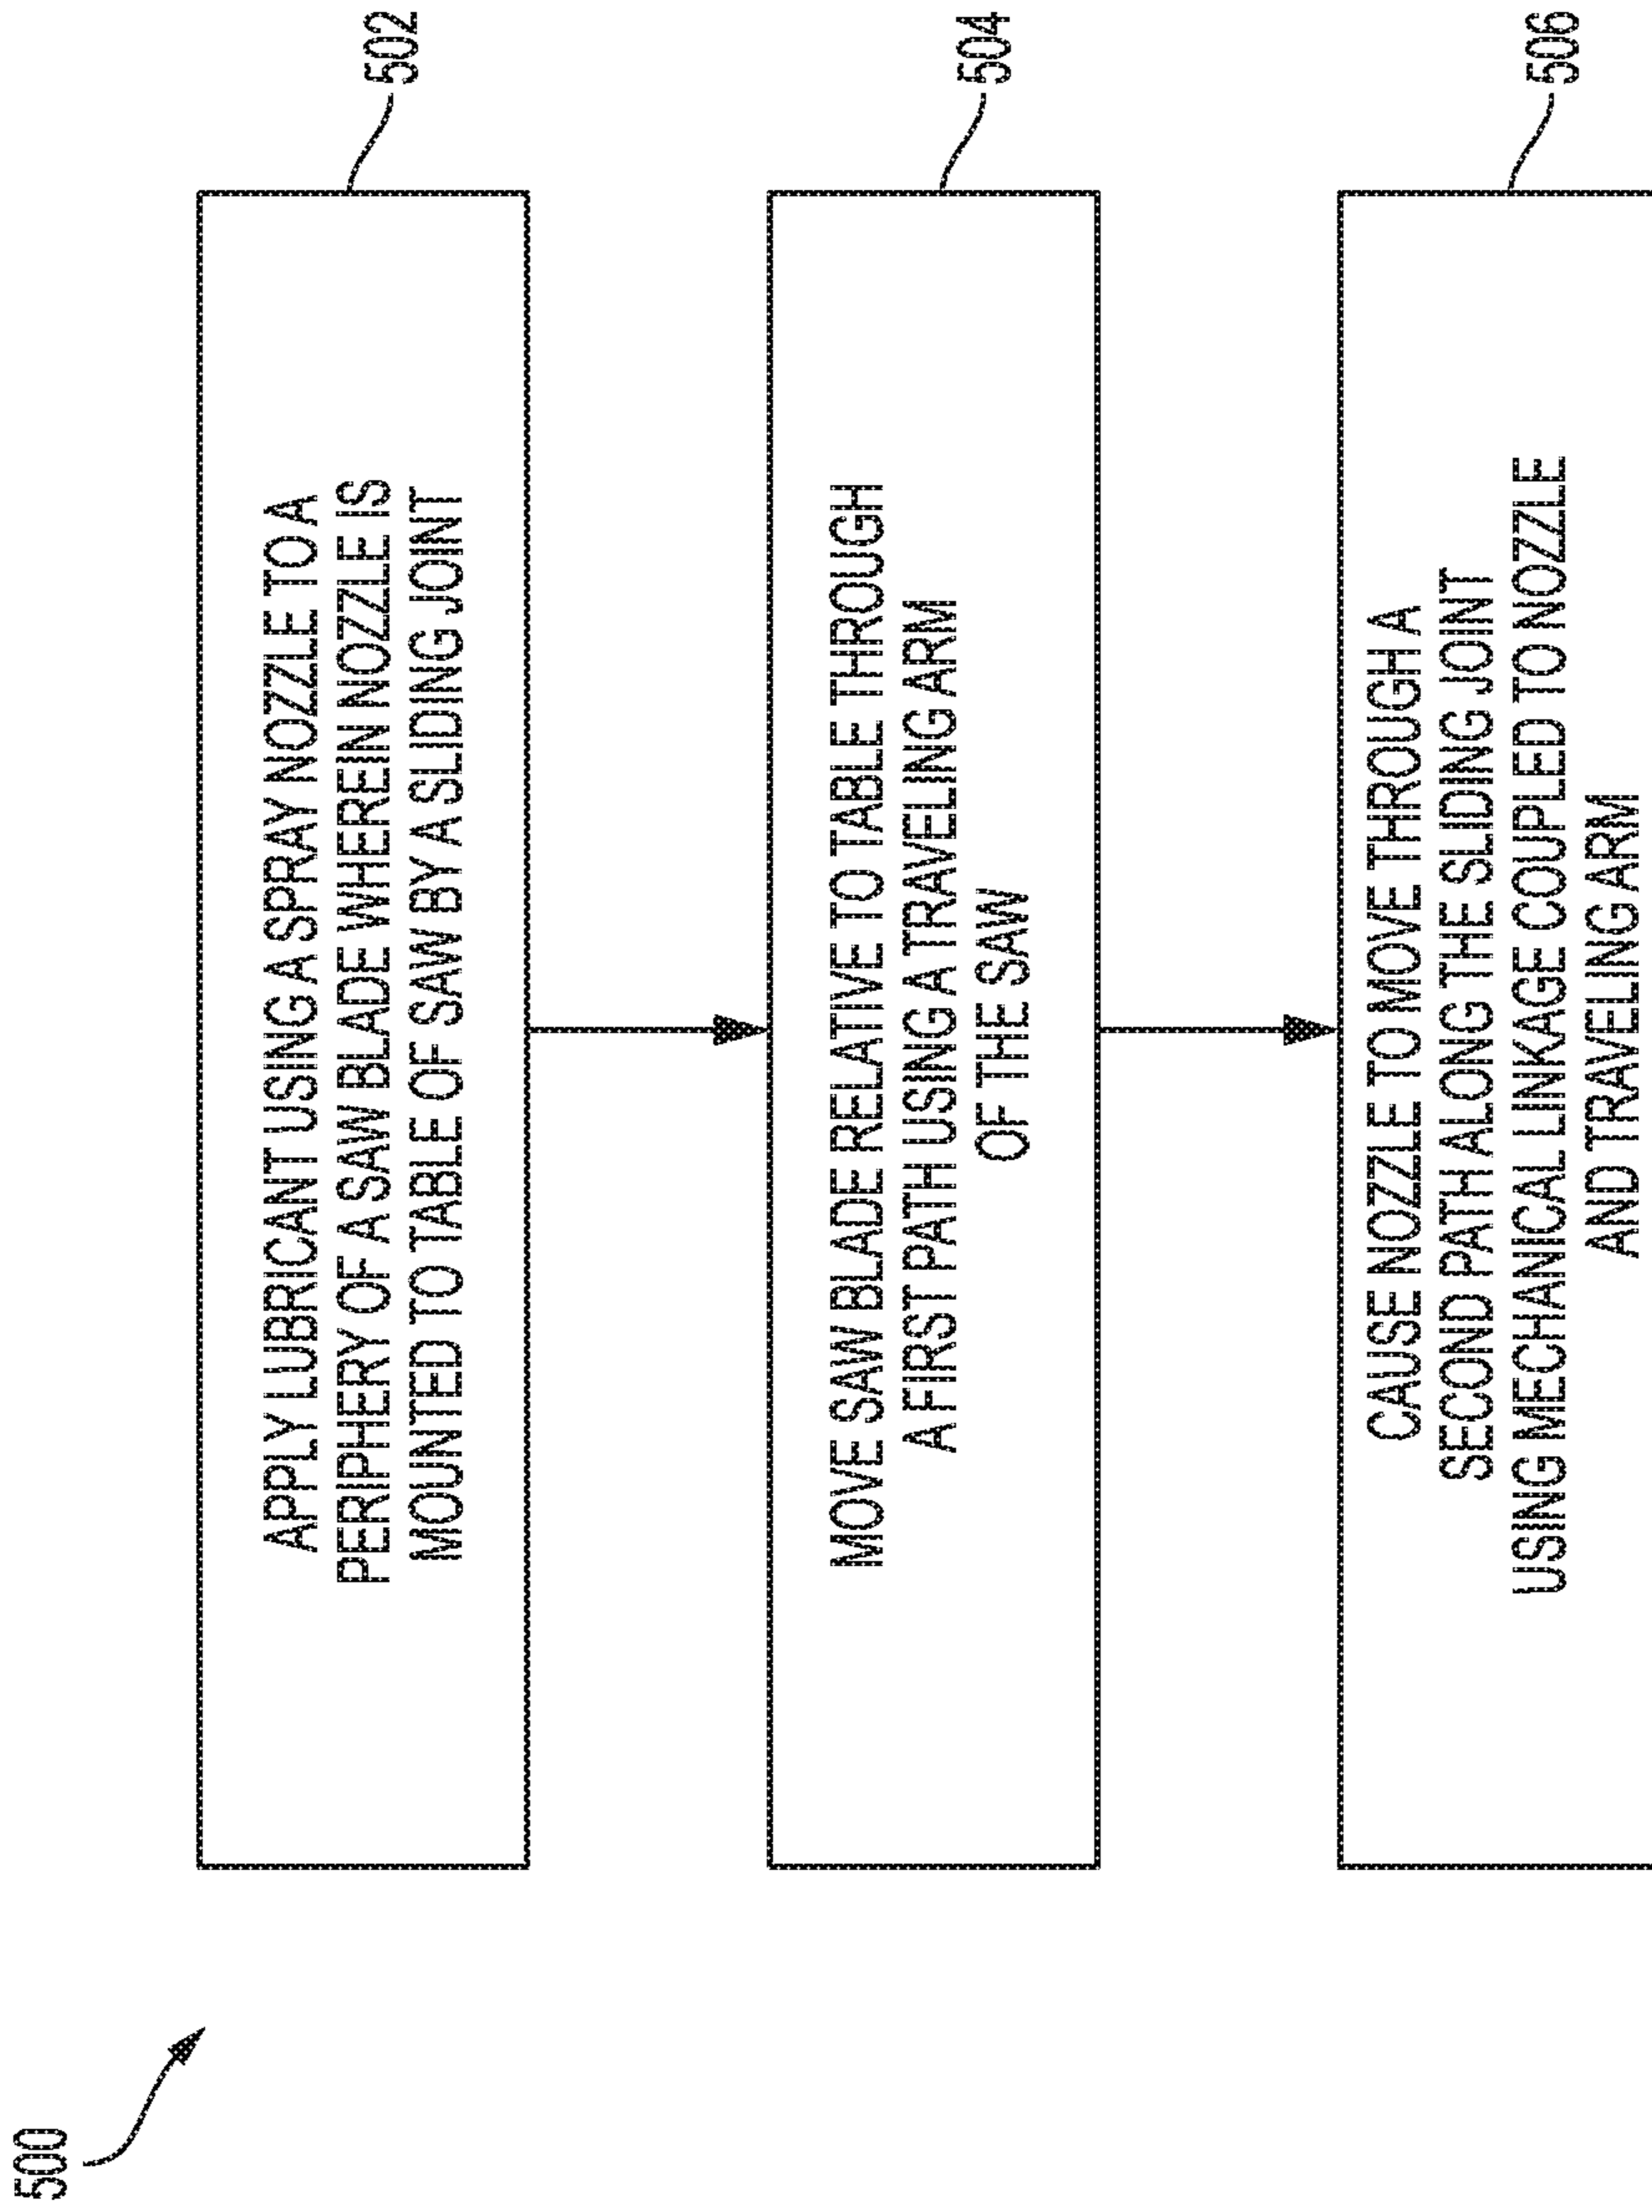 500
APPLY LUBRICANT USING A SPRAY NOZZLE TO A
PERIPHERY OF A SAW BLADE WHEREIN NOZZLE IS
MOUNTED TO TABLE OF SAW BY A SLIDING JOINT
502
MOVE SAW BLADE RELATIVE TO TABLE THROUGH
A FIRST PATH USING A TRAVELING ARM
OF THE SAW
504
CAUSE NOZZLE TO MOVE THROUGH A
SECOND PATH ALONG THE SLIDING JOINT
USING MECHANICAL LINKAGE COUPLED TO NOZZLE
AND TRAVELING ARM
506